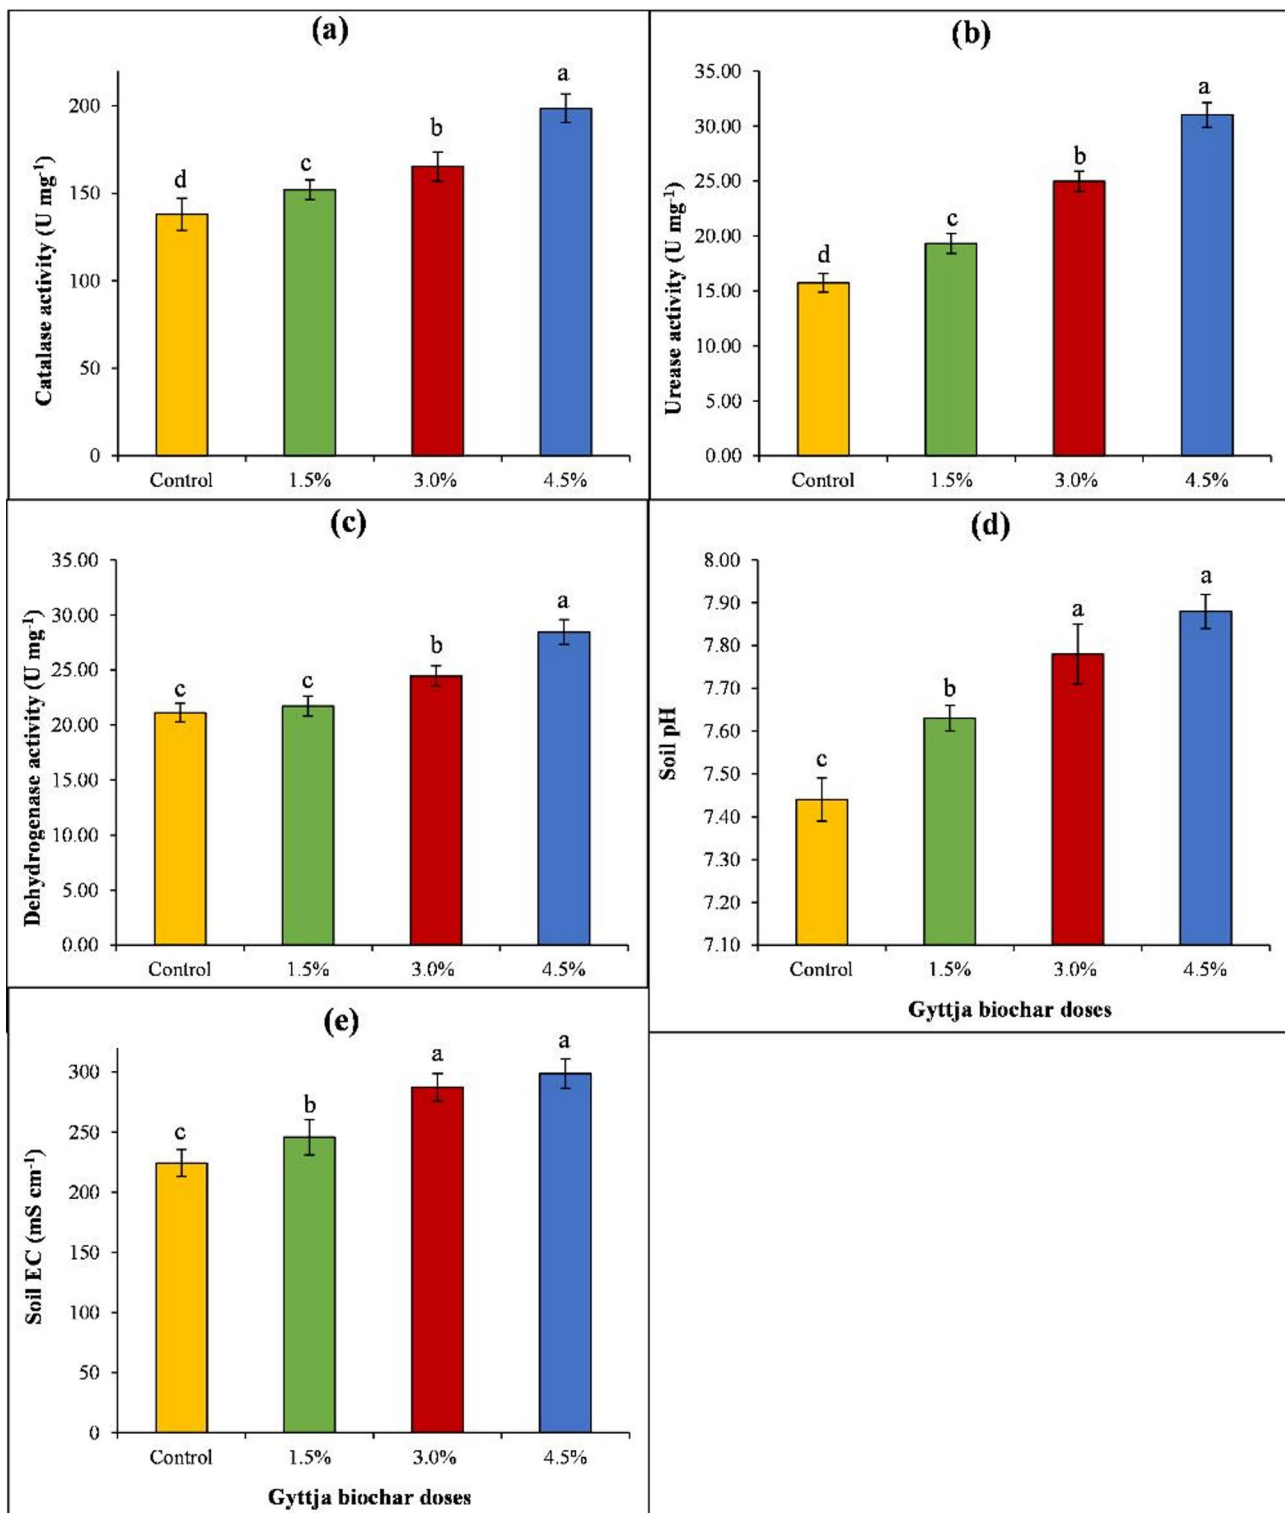 (a)
Catalase activity (U mg⁻¹)
200
150
100
50
0
d
c
b
a
Control 1.5% 3.0% 4.5%
(b)
Urease activity (U mg⁻¹)
35.00
30.00
25.00
20.00
15.00
10.00
5.00
0.00
d
c
b
a
Control 1.5% 3.0% 4.5%
(c)
Dehydrogenase activity (U mg⁻¹)
35.00
30.00
25.00
20.00
15.00
10.00
5.00
0.00
c
c
b
a
Control 1.5% 3.0% 4.5%
(d)
Soil pH
8.00
7.90
7.80
7.70
7.60
7.50
7.40
7.30
7.20
7.10
c
b
a
a
Control 1.5% 3.0% 4.5%
Gyttja biochar doses
(e)
Soil EC (mS cm⁻¹)
300
250
200
150
100
50
0
c
b
a
a
Control 1.5% 3.0% 4.5%
Gyttja biochar doses